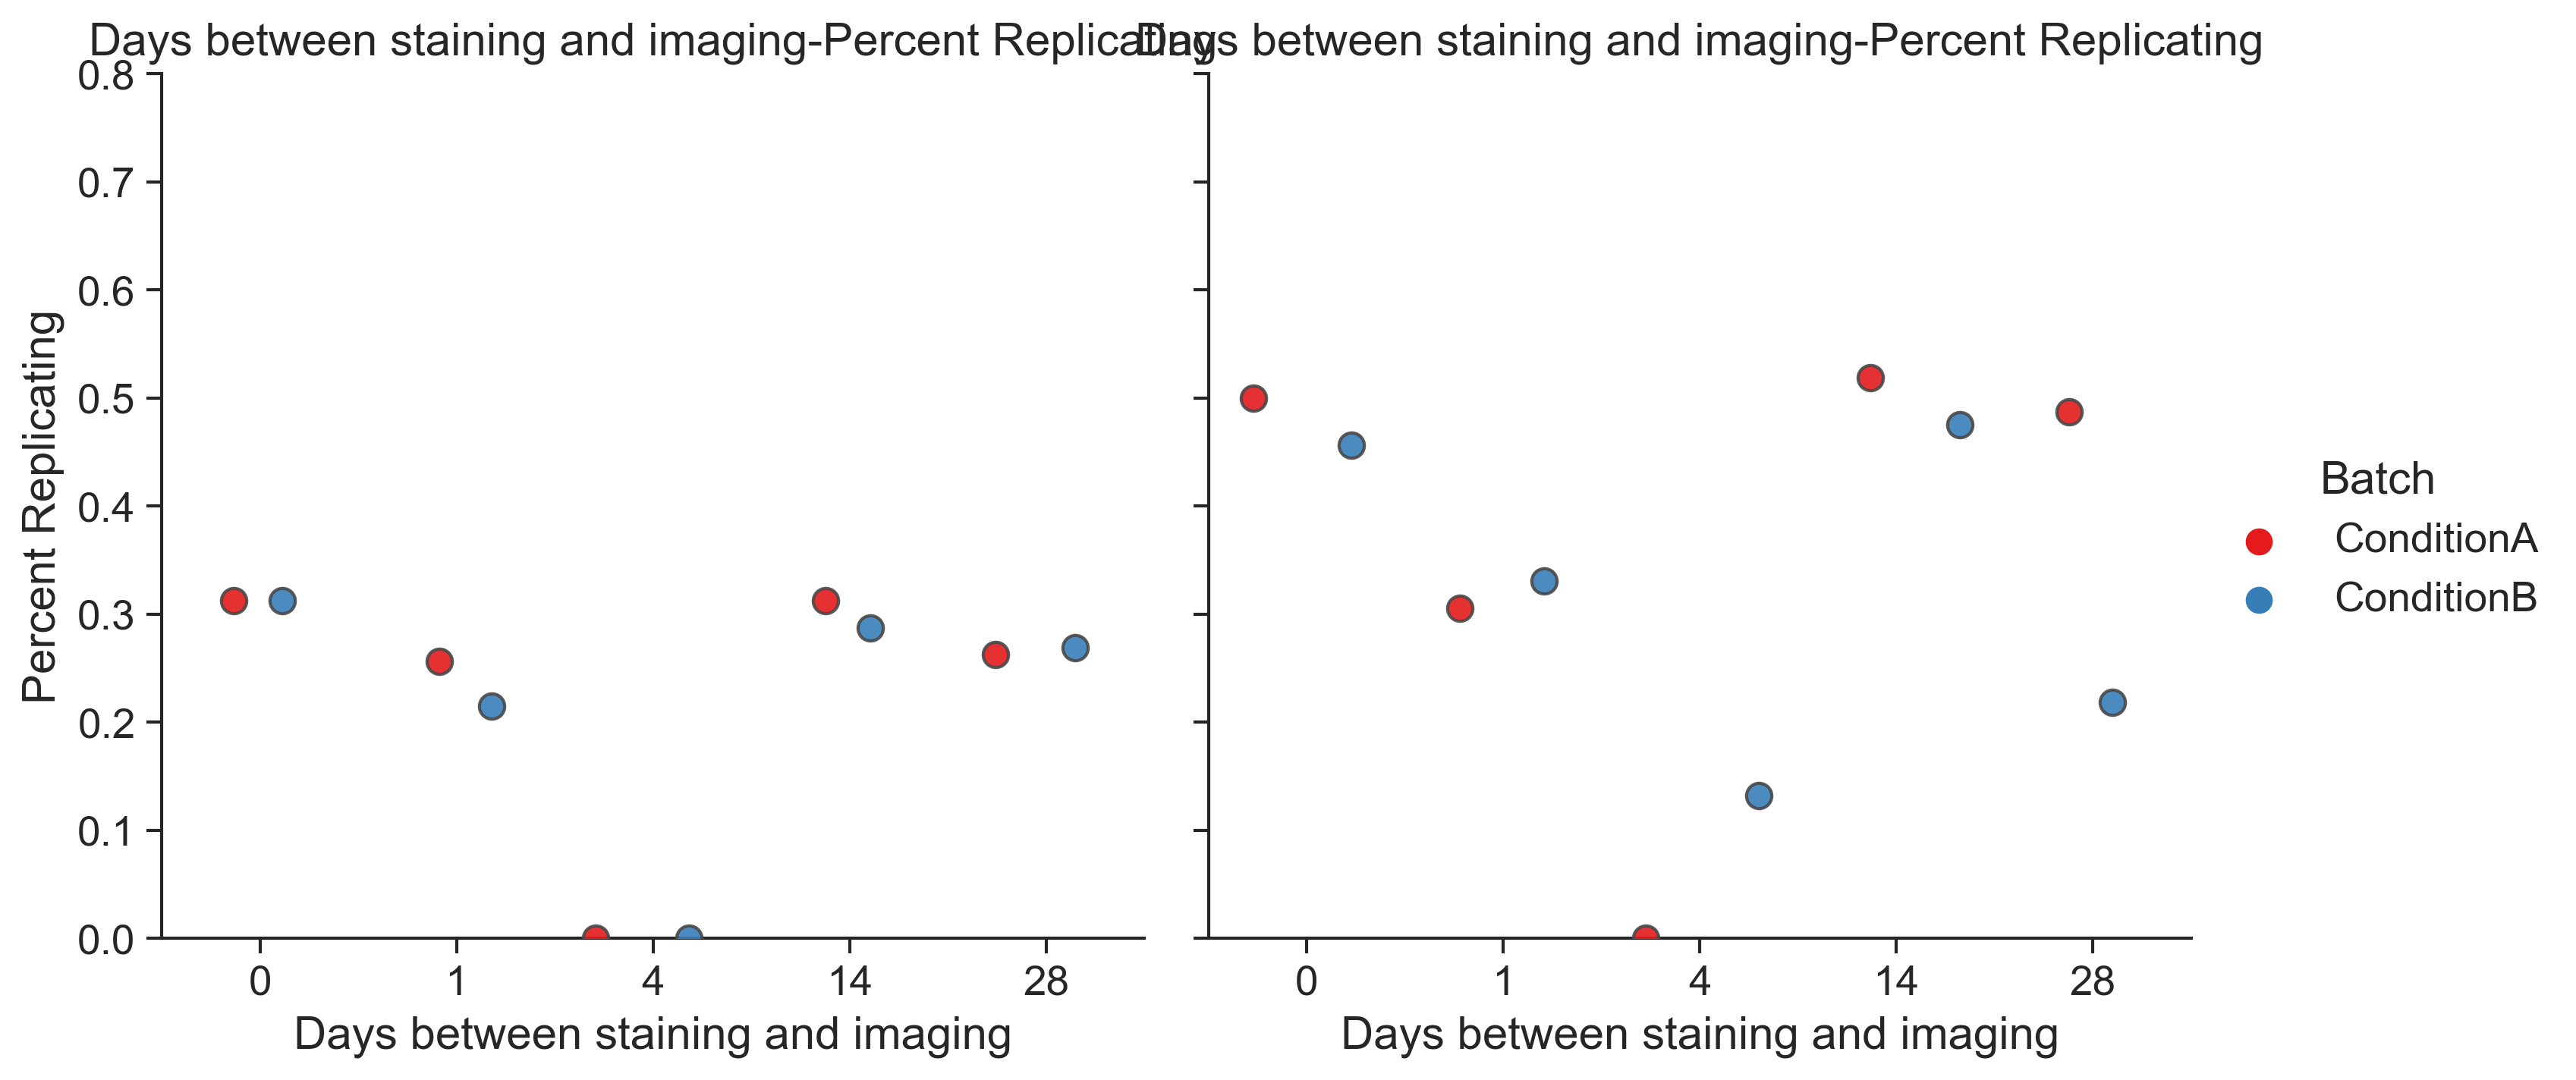 Days between staining and imaging-Percent Replicating
Days between staining and imaging-Percent Replicating
Percent Replicating
0.8
0.7
0.6
0.5
0.4
0.3
0.2
0.1
0.0
0 1 4 14 28
Days between staining and imaging
0 1 4 14 28
Days between staining and imaging
Batch
ConditionA
ConditionB